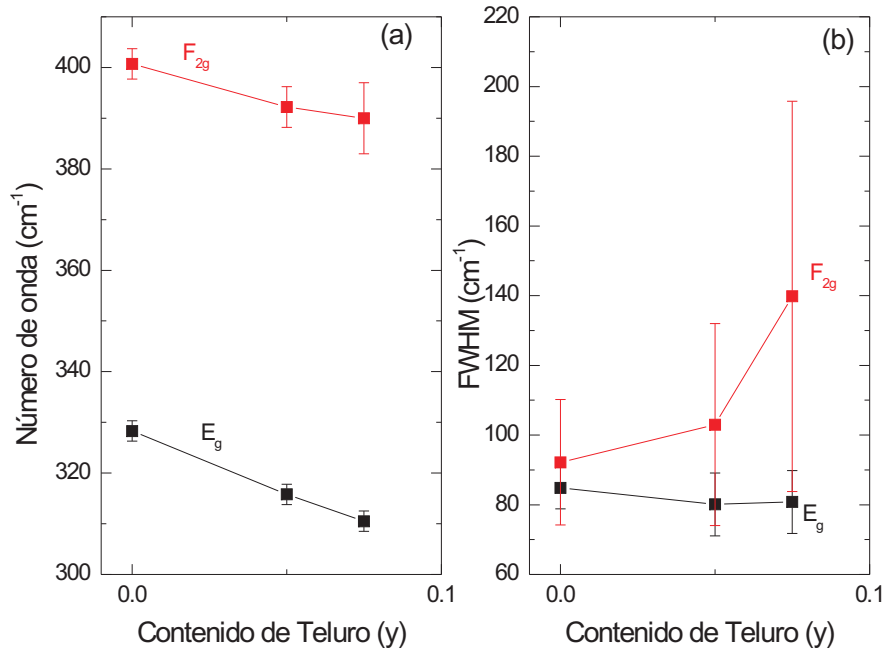 (a)
F2g
Eg
400
380
360
340
320
300
0.0
0.1
Número de onda (cm-1)
Contenido de Teluro (y)
(b)
F2g
Eg
220
200
180
160
140
120
100
80
60
0.0
0.1
FWHM (cm-1)
Contenido de Teluro (y)